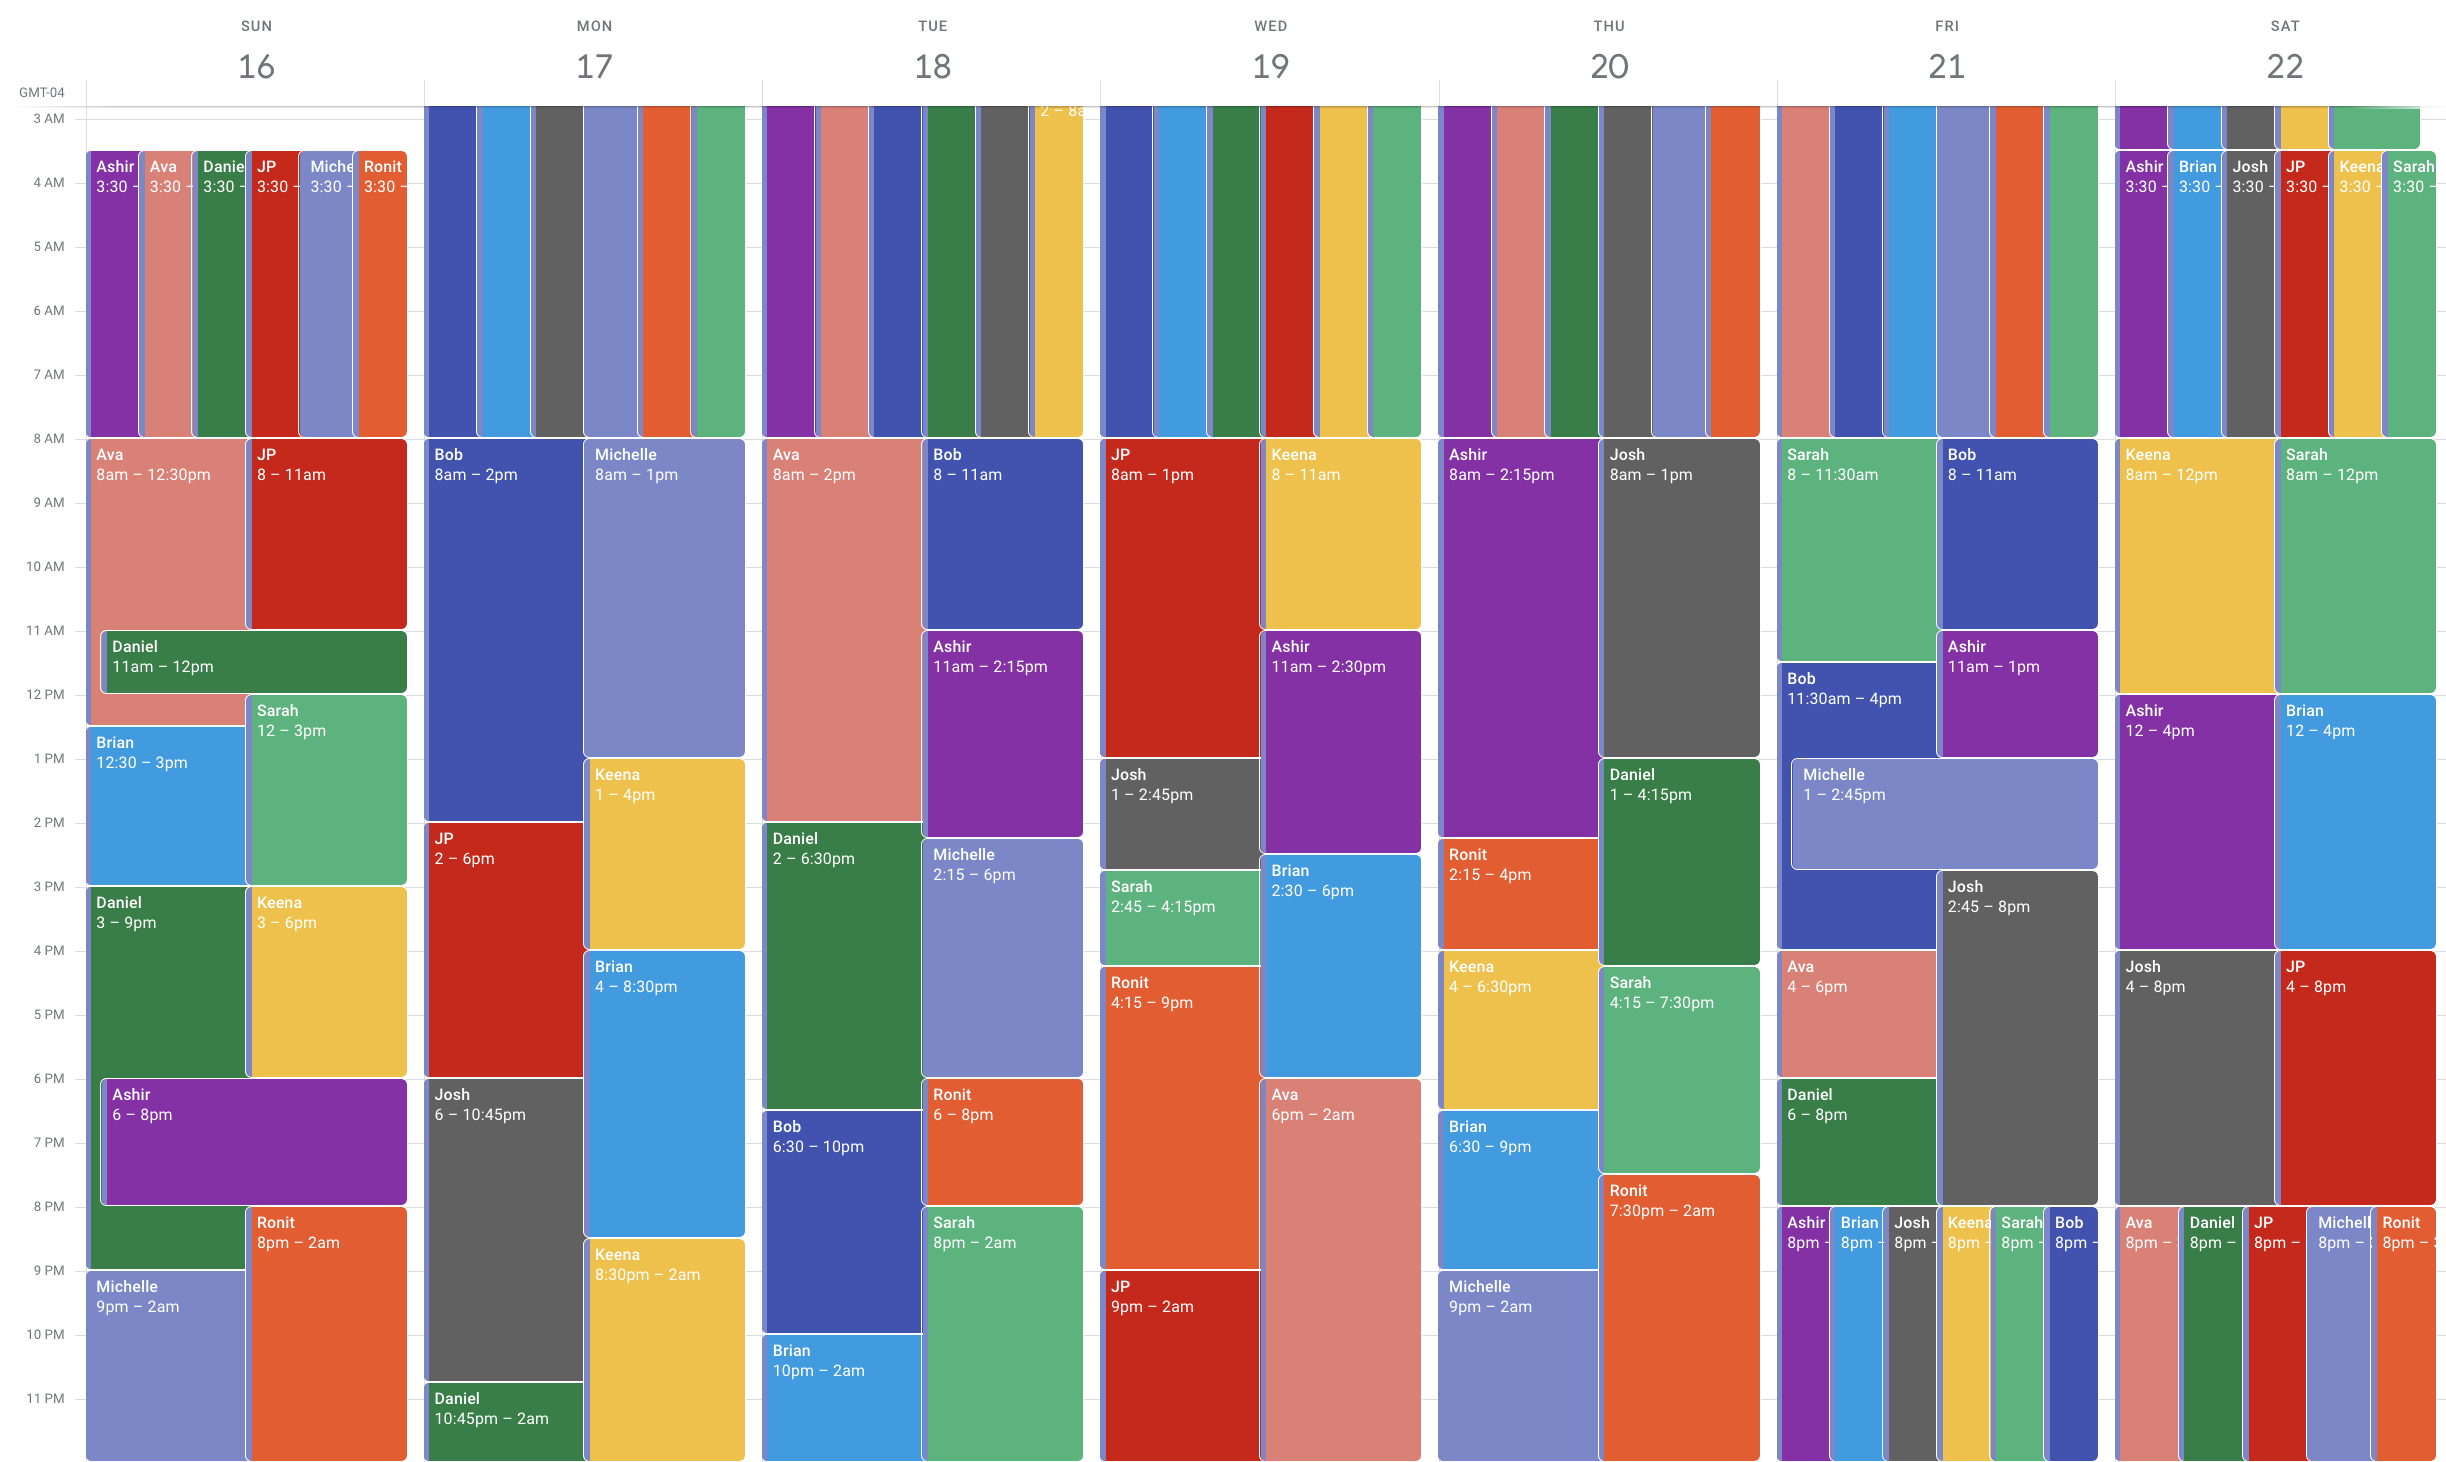 SUN
16
MON
17
TUE
18
WED
19
THU
20
FRI
21
SAT
22
GMT-04
3 AM
4 AM
5 AM
6 AM
7 AM
8 AM
9 AM
10 AM
11 AM
12 PM
1 PM
2 PM
3 PM
4 PM
5 PM
6 PM
7 PM
8 PM
9 PM
10 PM
11 PM
Ashir
3:30 -
Ava
3:30 -
Danie
3:30 -
JP
3:30 -
Miche
3:30 -
Ronit
3:30 -
Ava
8am – 12:30pm
JP
8 – 11am
Daniel
11am – 12pm
Sarah
12 – 3pm
Brian
12:30 – 3pm
Daniel
3 – 9pm
Keena
3 – 6pm
Ashir
6 – 8pm
Ronit
8pm – 2am
Michelle
9pm – 2am
Bob
8am – 2pm
Michelle
8am – 1pm
Keena
1 – 4pm
JP
2 – 6pm
Brian
4 – 8:30pm
Josh
6 – 10:45pm
Keena
8:30pm – 2am
Daniel
10:45pm – 2am
2 – 8a
Ava
8am – 2pm
Bob
8 – 11am
Ashir
11am – 2:15pm
Daniel
2 – 6:30pm
Michelle
2:15 – 6pm
Ronit
6 – 8pm
Bob
6:30 – 10pm
Sarah
8pm – 2am
Brian
10pm – 2am
JP
8am – 1pm
Keena
8 – 11am
Ashir
11am – 2:30pm
Josh
1 – 2:45pm
Brian
2:30 – 6pm
Sarah
2:45 – 4:15pm
Ronit
4:15 – 9pm
Ava
6pm – 2am
JP
9pm – 2am
Ashir
8am – 2:15pm
Josh
8am – 1pm
Daniel
1 – 4:15pm
Ronit
2:15 – 4pm
Keena
4 – 6:30pm
Sarah
4:15 – 7:30pm
Brian
6:30 – 9pm
Ronit
7:30pm – 2am
Michelle
9pm – 2am
Sarah
8 – 11:30am
Bob
8 – 11am
Ashir
11am – 1pm
Bob
11:30am – 4pm
Michelle
1 – 2:45pm
Josh
2:45 – 8pm
Ava
4 – 6pm
Daniel
6 – 8pm
Ashir
8pm -
Brian
8pm -
Josh
8pm -
Keena
8pm -
Sarah
8pm -
Bob
8pm -
Ashir
3:30 -
Brian
3:30 -
Josh
3:30 -
JP
3:30 -
Keena
3:30 -
Sarah
3:30 -
Keena
8am – 12pm
Sarah
8am – 12pm
Ashir
12 – 4pm
Brian
12 – 4pm
Josh
4 – 8pm
JP
4 – 8pm
Ava
8pm –
Daniel
8pm –
JP
8pm –
Michell
8pm –
Ronit
8pm –